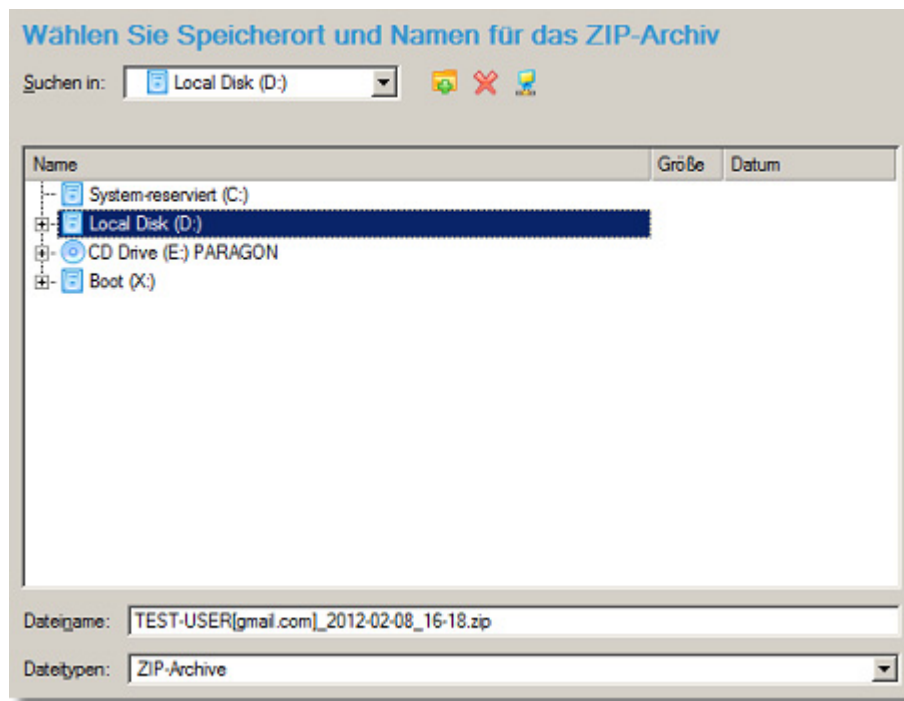 Wählen Sie Speicherort und Namen für das ZIP-Archiv
Suchen in: Local Disk (D:)
Name Größe Datum
System-reserviert (C:)
Local Disk (D:)
CD Drive (E:) PARAGON
Boot (X:)
Dateiname: TEST-USER[gmail.com]_2012-02-08_16-18.zip
Dateitypen: ZIP-Archive